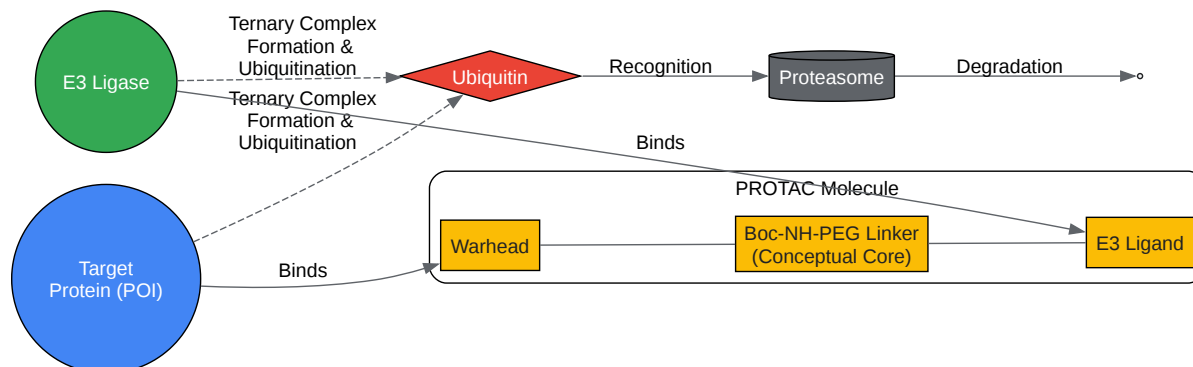 Ternary Complex
Formation &
Ubiquitination
E3 Ligase
Ubiquitin
Recognition
Proteasome
Degradation
Ternary Complex
Formation &
Ubiquitination
Binds
PROTAC Molecule
Warhead
Boc-NH-PEG Linker
(Conceptual Core)
E3 Ligand
Target
Protein (POI)
Binds